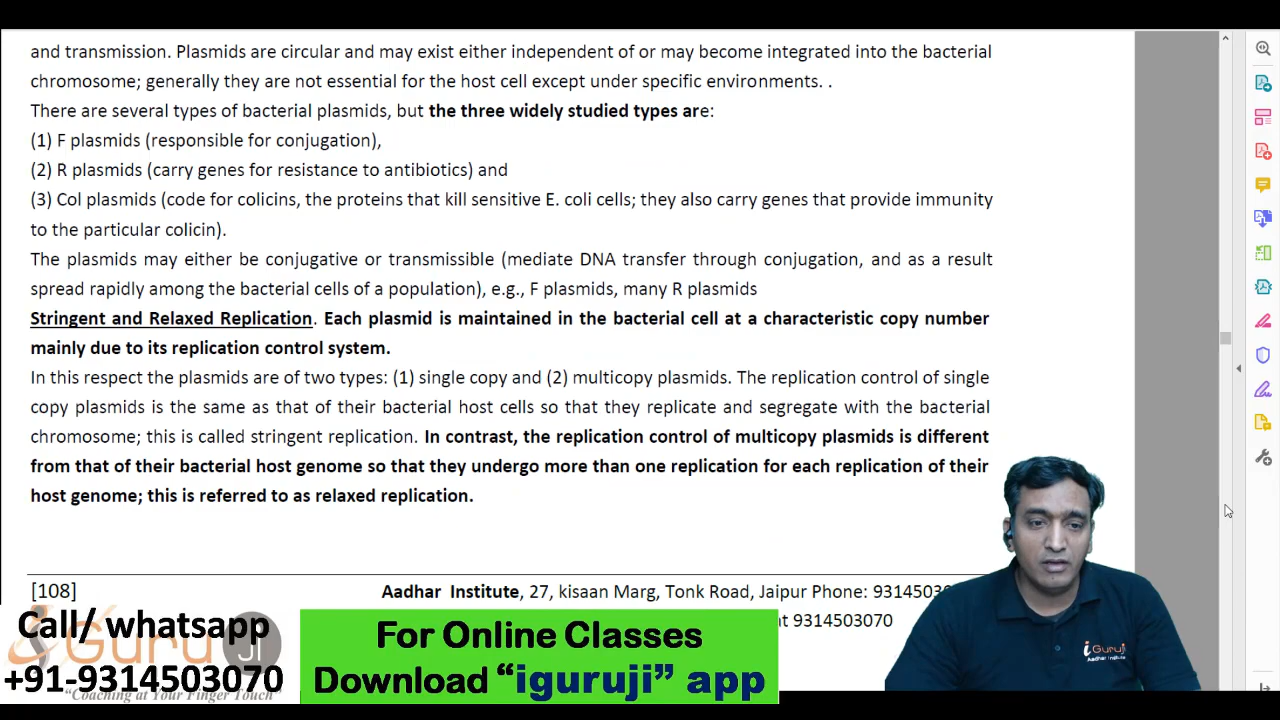 and transmission. Plasmids are circular and may exist either independent of or may become integrated into the bacterial
chromosome; generally they are not essential for the host cell except under specific environments. .
There are several types of bacterial plasmids, but the three widely studied types are:
(1) F plasmids (responsible for conjugation),
(2) R plasmids (carry genes for resistance to antibiotics) and
(3) Col plasmids (code for colicins, the proteins that kill sensitive E. coli cells; they also carry genes that provide immunity
to the particular colicin).
The plasmids may either be conjugative or transmissible (mediate DNA transfer through conjugation, and as a result
spread rapidly among the bacterial cells of a population), e.g., F plasmids, many R plasmids
Stringent and Relaxed Replication. Each plasmid is maintained in the bacterial cell at a characteristic copy number
mainly due to its replication control system.
In this respect the plasmids are of two types: (1) single copy and (2) multicopy plasmids. The replication control of single
copy plasmids is the same as that of their bacterial host cells so that they replicate and segregate with the bacterial
chromosome; this is called stringent replication. In contrast, the replication control of multicopy plasmids is different
from that of their bacterial host genome so that they undergo more than one replication for each replication of their
host genome; this is referred to as relaxed replication.
[108] Aadhar Institute, 27, kisaan Marg, Tonk Road, Jaipur Phone: 93145030
9314503070
Call/ whatsapp
+91-9314503070
Guru JI
"Coaching at Your Finger Touch"
For Online Classes
Download "iguruji" app
iGuruji
Aadhar Institute